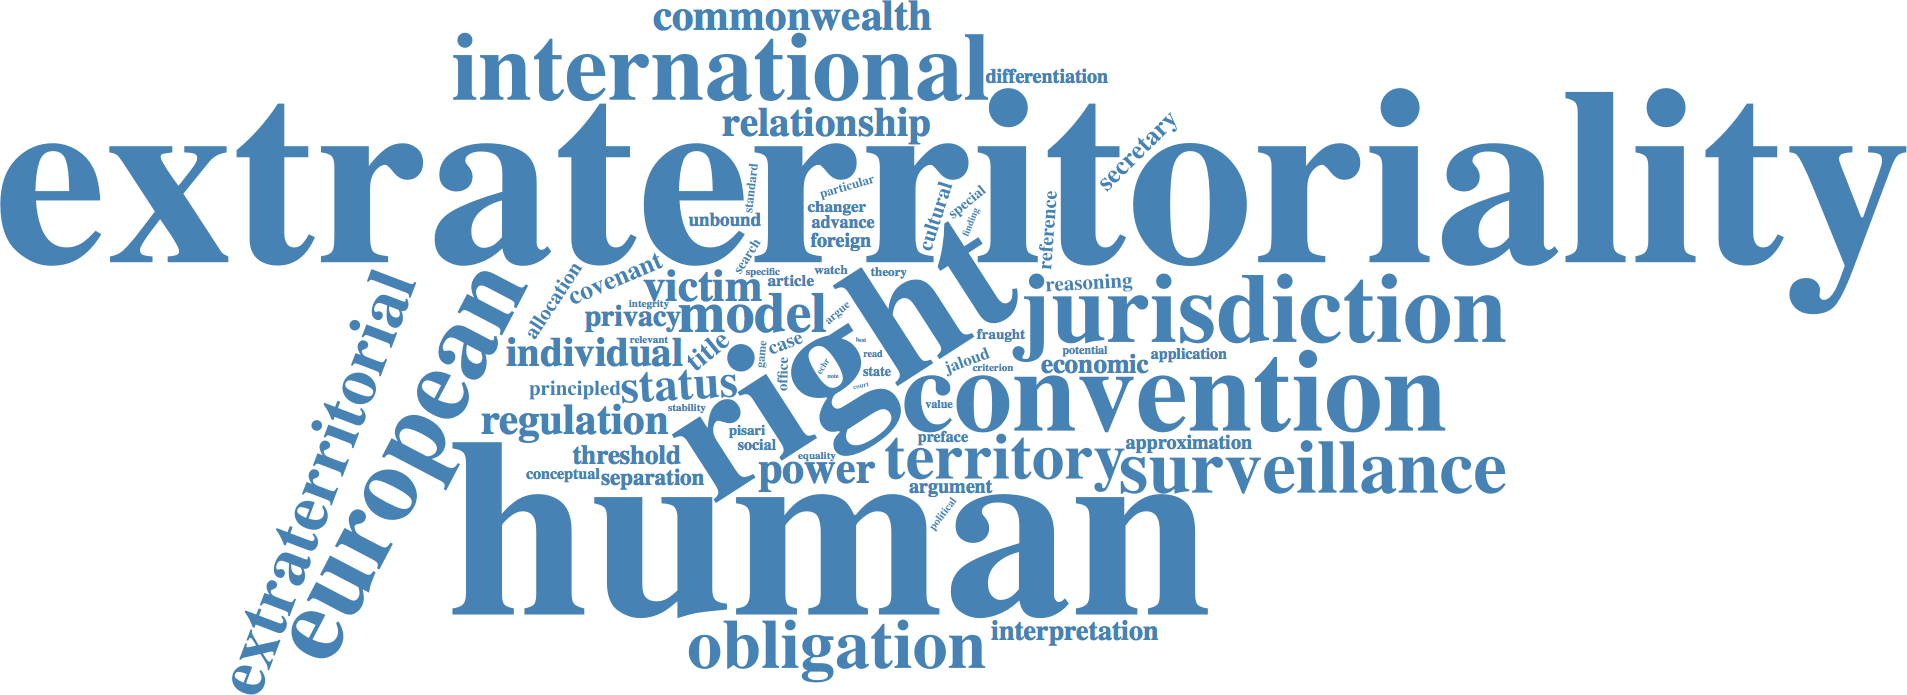 commonwealth
international
differentiation
relationship
extraterritoriality
secretary
standard
particular
unbound
changer
advance
foreign
cultural
special
finding
reference
search
covenant
allocation
specific
victim
article
watch
theory
reasoning
extraterritorial
european
integrity
privacy
model
argue
right
jurisdiction
relevant
individual
title
game
case
best
read
fraught
potential
application
jaloud
criterion
economic
principled
status
office
echr
note
state
court
convention
stability
value
regulation
pisari
social
preface
approximation
threshold
equality
conceptual
separation
power
territory
surveillance
argument
political
human
obligation
interpretation